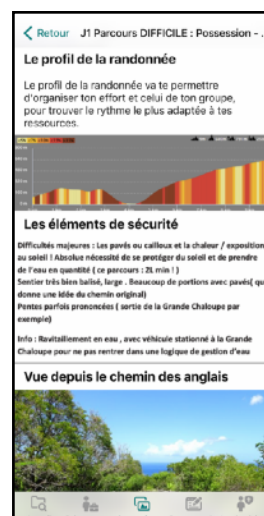 Retour J1 Parcours DIFFICILE : Possession - .
Le profil de la randonnée
Le profil de la randonnée va te permettre
d'organiser ton effort et celui de ton groupe,
pour trouver le rythme le plus adaptée à tes
ressources.
Les éléments de sécurité
Difficultés majeures : Les pavés ou cailloux et la chaleur / exposition
au soleil ! Absolue nécessité de se protéger du soleil et de prendre
de l'eau en quantité ( ce parcours : 2L min ! )
Sentier très bien balisé, large . Beaucoup de portions avec pavés( qui
donne une idée du chemin original)
Pentes parfois prononcées ( sortie de la Grande Chaloupe par
exemple)
Info : Ravitaillement en eau , avec véhicule stationné à la Grande
Chaloupe pour ne pas rentrer dans une logique de gestion d'eau
Vue depuis le chemin des anglais